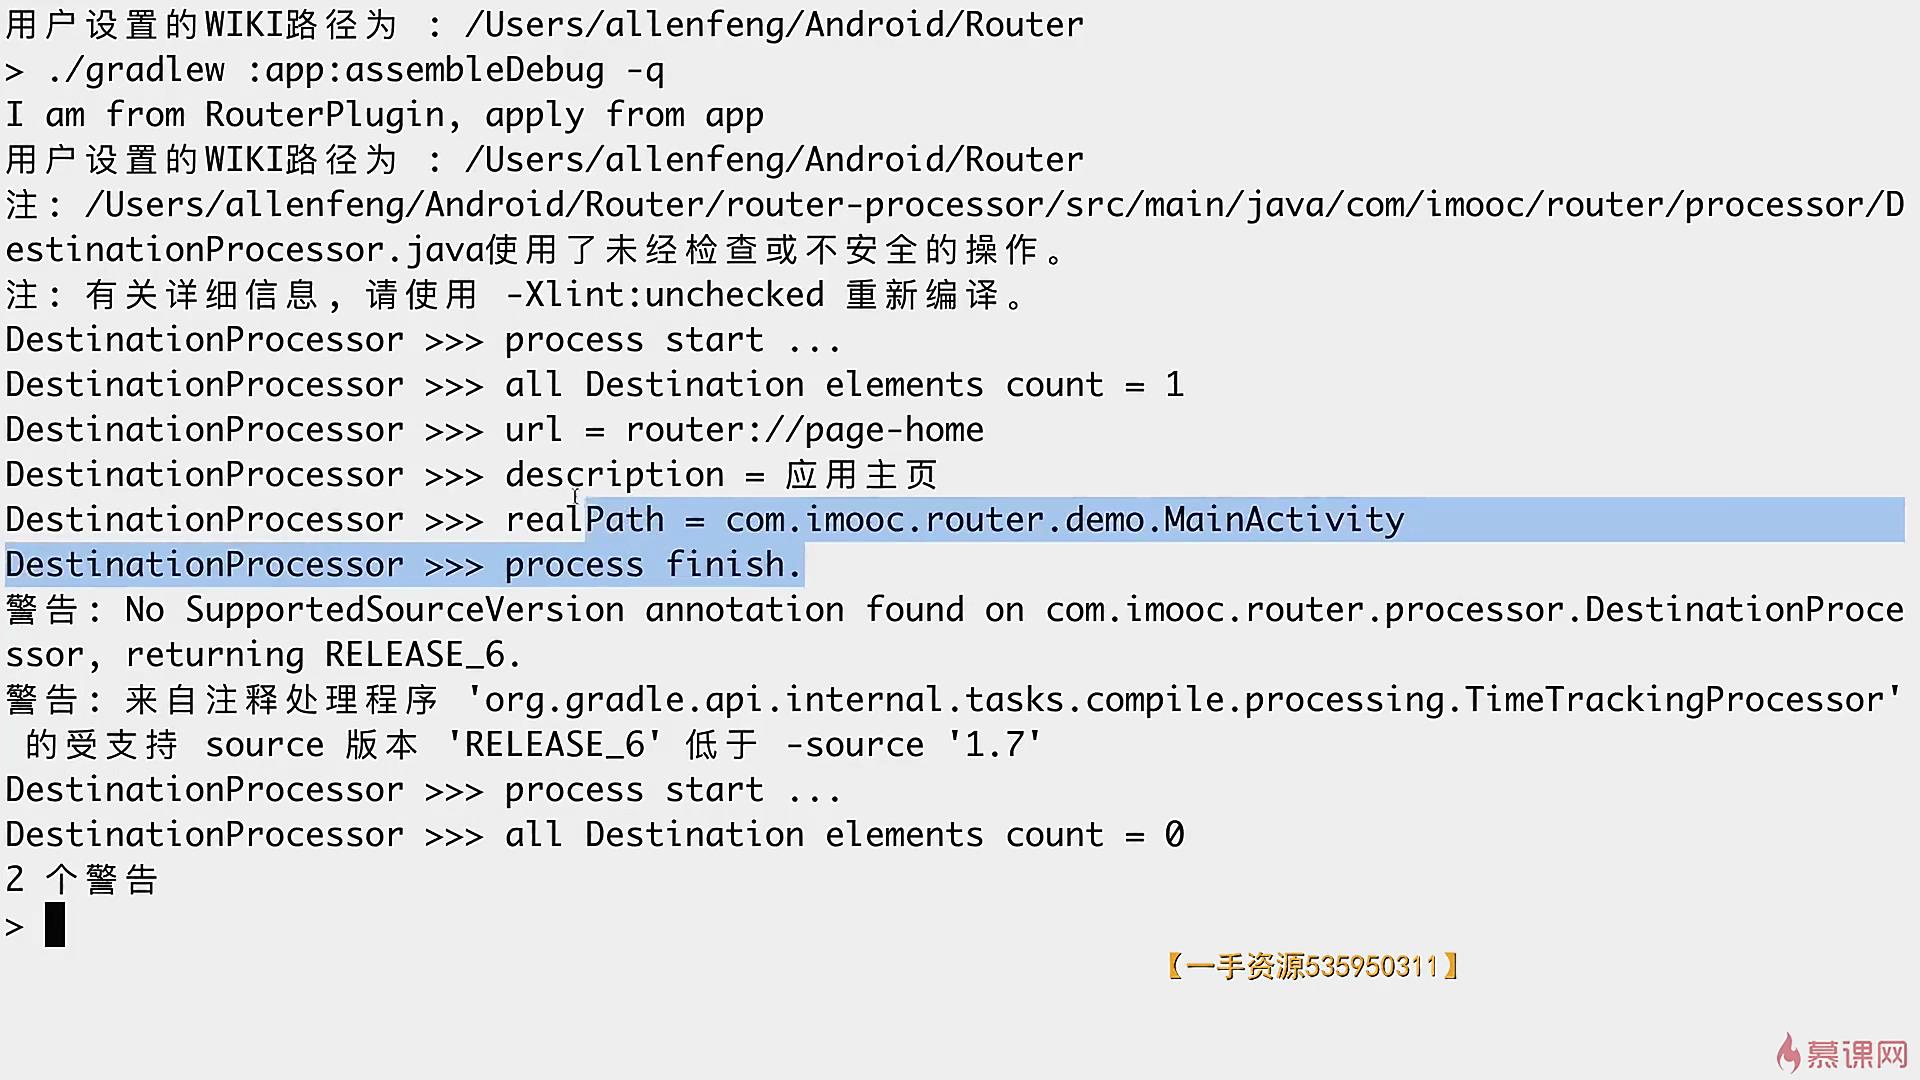 用户设置的WIKI路径为 : /Users/allenfeng/Android/Router
> ./gradlew :app:assembleDebug -q
I am from RouterPlugin, apply from app
用户设置的WIKI路径为 : /Users/allenfeng/Android/Router
注: /Users/allenfeng/Android/Router/router-processor/src/main/java/com/imooc/router/processor/D
estinationProcessor.java使用了未经检查或不安全的操作。
注: 有关详细信息, 请使用 -Xlint:unchecked 重新编译。
DestinationProcessor >>> process start ...
DestinationProcessor >>> all Destination elements count = 1
DestinationProcessor >>> url = router://page-home
DestinationProcessor >>> description = 应用主页
DestinationProcessor >>> realPath = com.imooc.router.demo.MainActivity
DestinationProcessor >>> process finish.
警告: No SupportedSourceVersion annotation found on com.imooc.router.processor.DestinationProce
ssor, returning RELEASE_6.
警告: 来自注释处理程序 'org.gradle.api.internal.tasks.compile.processing.TimeTrackingProcessor'
的受支持 source 版本 'RELEASE_6' 低于 -source '1.7'
DestinationProcessor >>> process start ...
DestinationProcessor >>> all Destination elements count = 0
2 个警告
>
【一手资源535950311】
慕课网